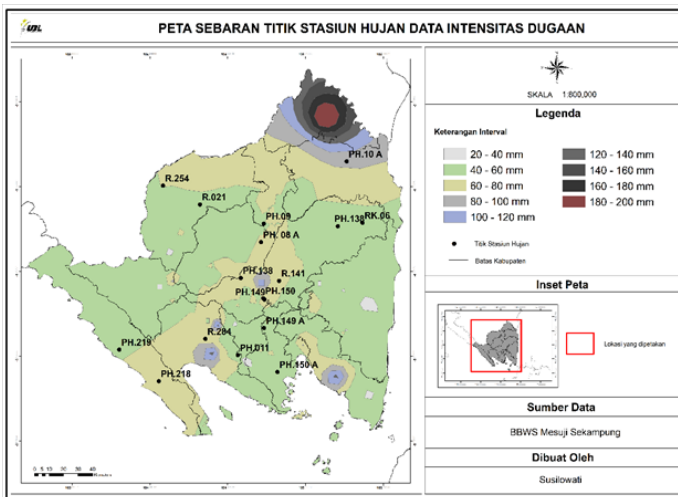 UBL
PETA SEBARAN TITIK STASIUN HUJAN DATA INTENSITAS DUGAAN
SKALA 1:800,000
Legenda
Keterangan Interval
20 - 40 mm
40 - 60 mm
60 - 80 mm
80 - 100 mm
100 - 120 mm
120 - 140 mm
140 - 160 mm
160 - 180 mm
180 - 200 mm
Titik Stasiun Hujan
Batas Kabupaten
Inset Peta
Lokasi yang dipetakan
Sumber Data
BBWS Mesuji Sekampung
Dibuat Oleh
Susilowati
PH.10 A
R.254
R.021
PH.09
PH.138
RK.06
PH. 08 A
PH.138
R.141
PH.149
PH.150
PH.149 A
R.284
PH.219
PH.011
PH.150 A
PH.218